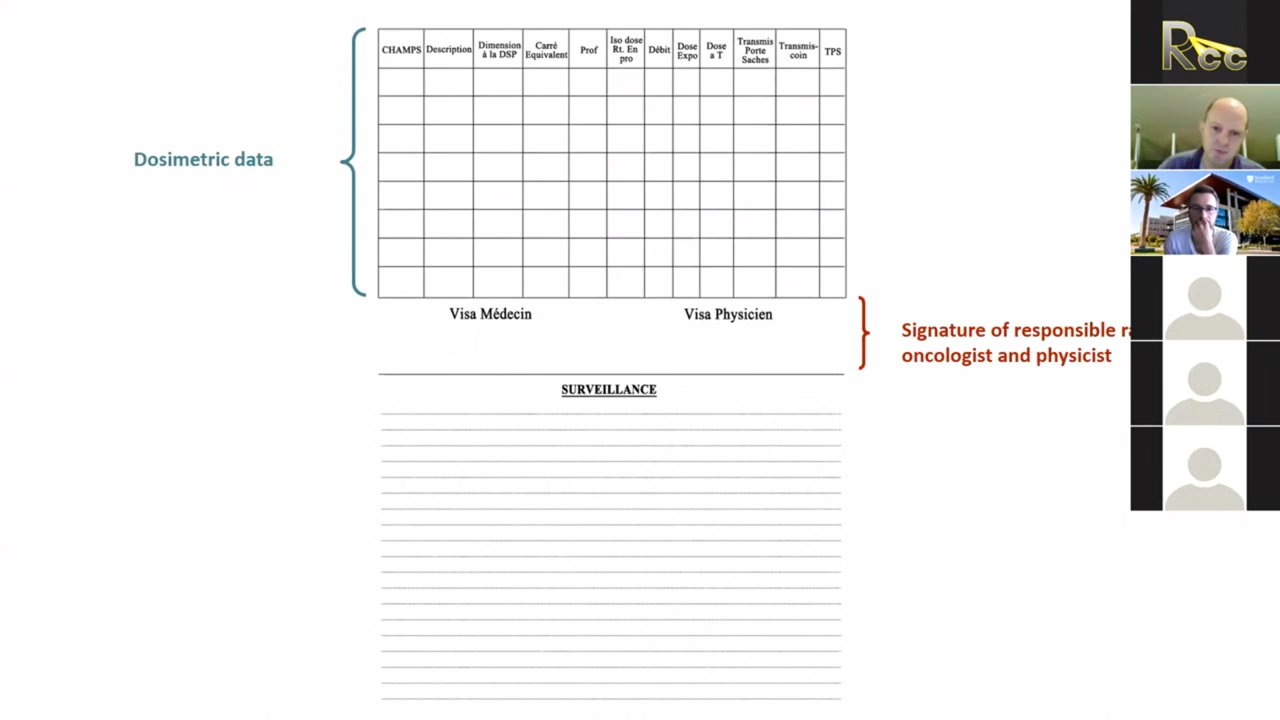 Rcc
CHAMPS Description Dimension à la DSP Carré Equivalent Prof Iso dose Rt. En pro Débit Dose Expo Dose a T Transmis Porte Saches Transmis-coin TPS
Dosimetric data
Visa Médecin Visa Physicien
Signature of responsible
oncologist and physicist
SURVEILLANCE